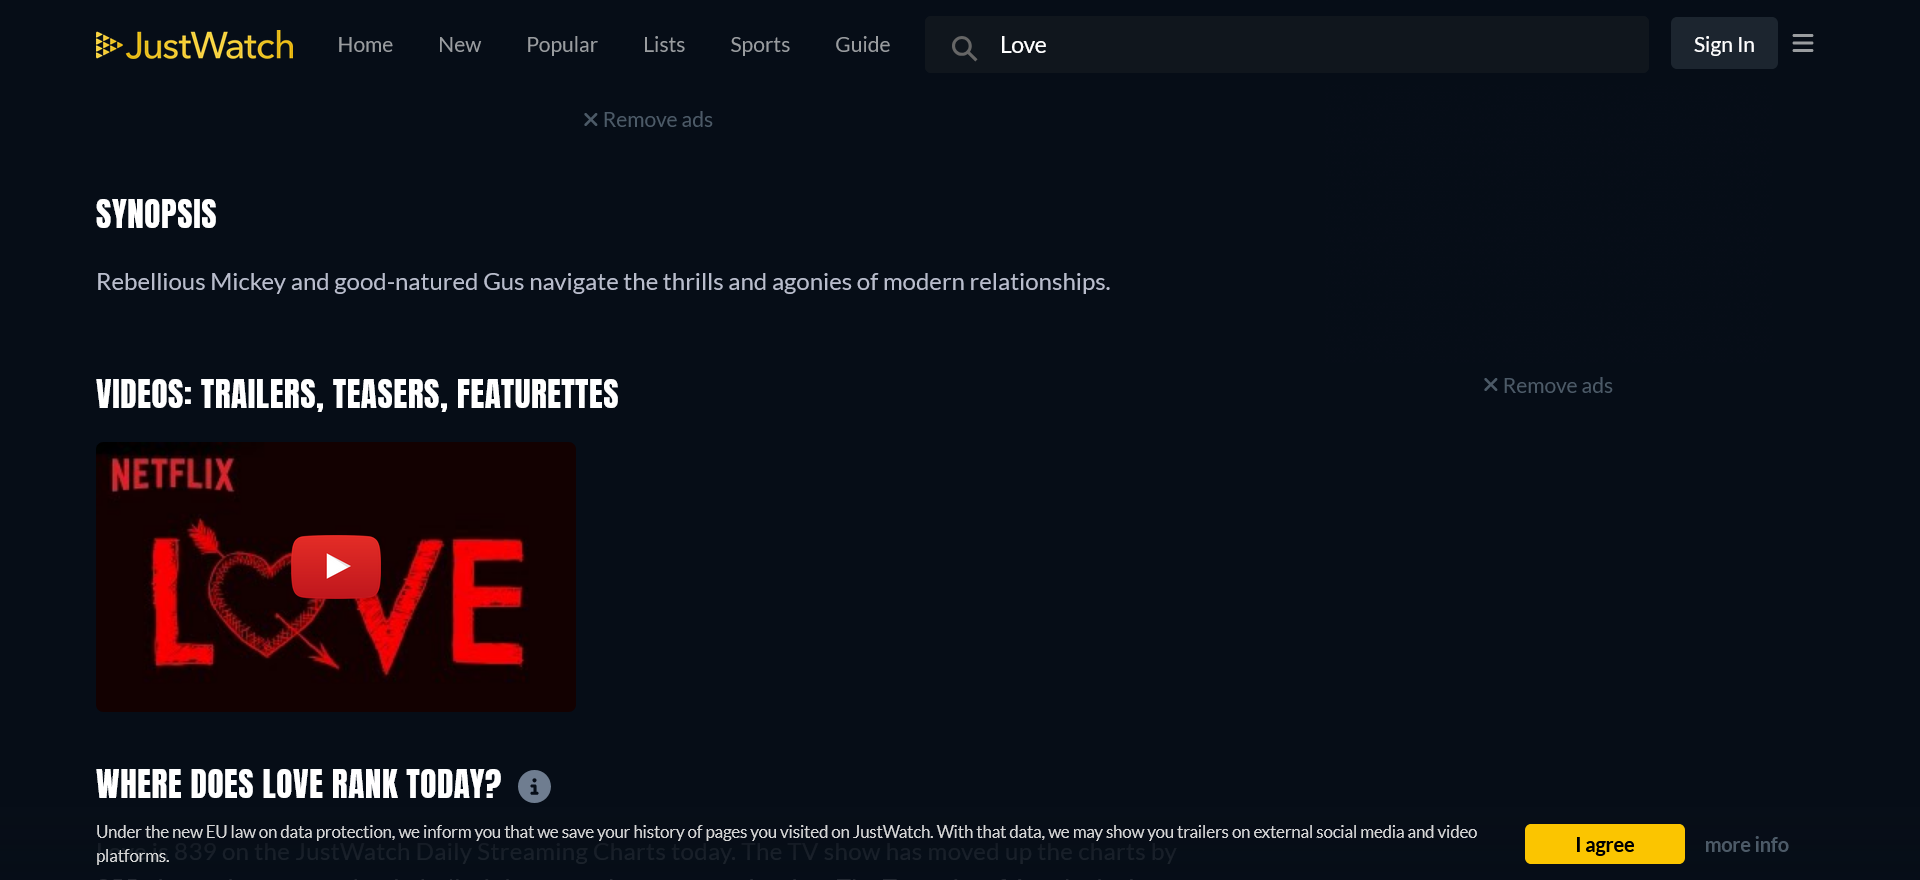 JustWatch Home New Popular Lists Sports Guide Love Sign In
Remove ads
SYNOPSIS
Rebellious Mickey and good-natured Gus navigate the thrills and agonies of modern relationships.
VIDEOS: TRAILERS, TEASERS, FEATURETTES
Remove ads
NETFLIX
LOVE
WHERE DOES LOVE RANK TODAY?
Under the new EU law on data protection, we inform you that we save your history of pages you visited on JustWatch. With that data, we may show you trailers on external social media and video
platforms.
I agree more info
is 839 on the JustWatch Daily Streaming Charts today. The TV show has moved up the charts by